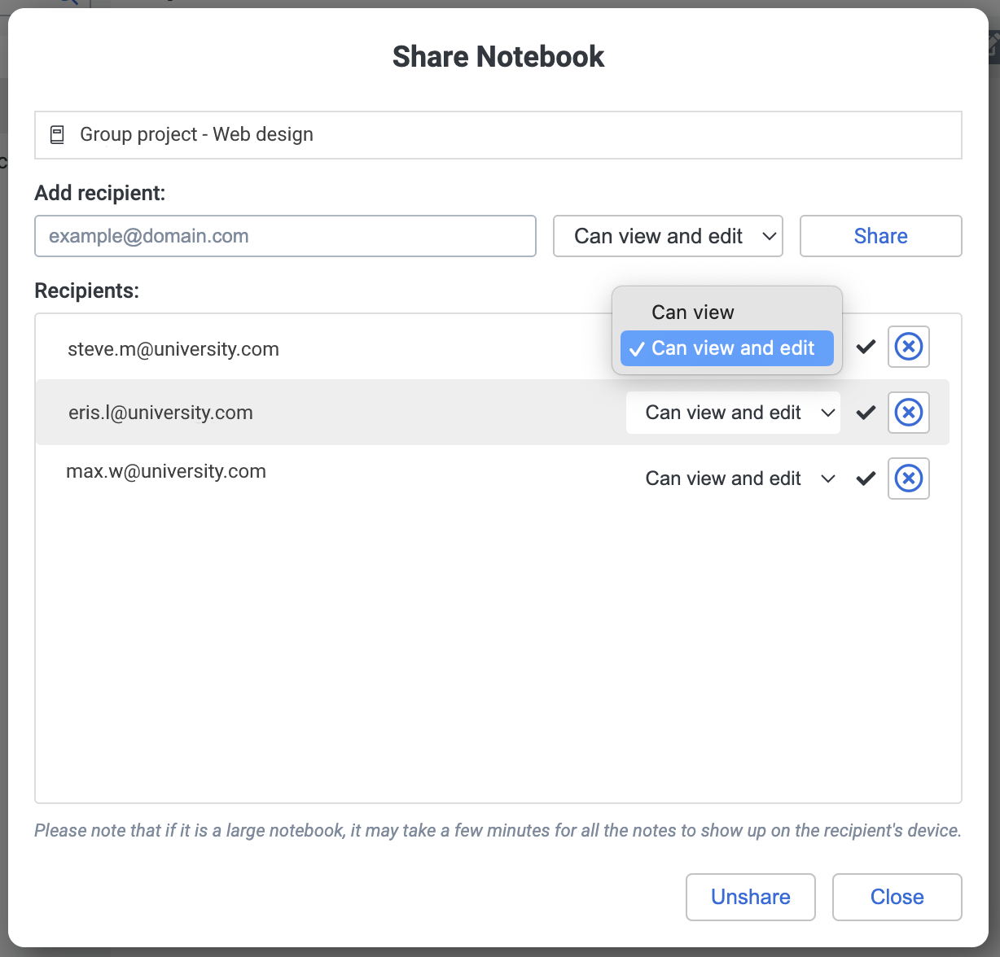 Share Notebook
Group project - Web design
Add recipient:
example@domain.com
Can view and edit
Share
Recipients:
Can view
steve.m@university.com
Can view and edit
eris.l@university.com
Can view and edit
max.w@university.com
Can view and edit
Please note that if it is a large notebook, it may take a few minutes for all the notes to show up on the recipient's device.
Unshare
Close